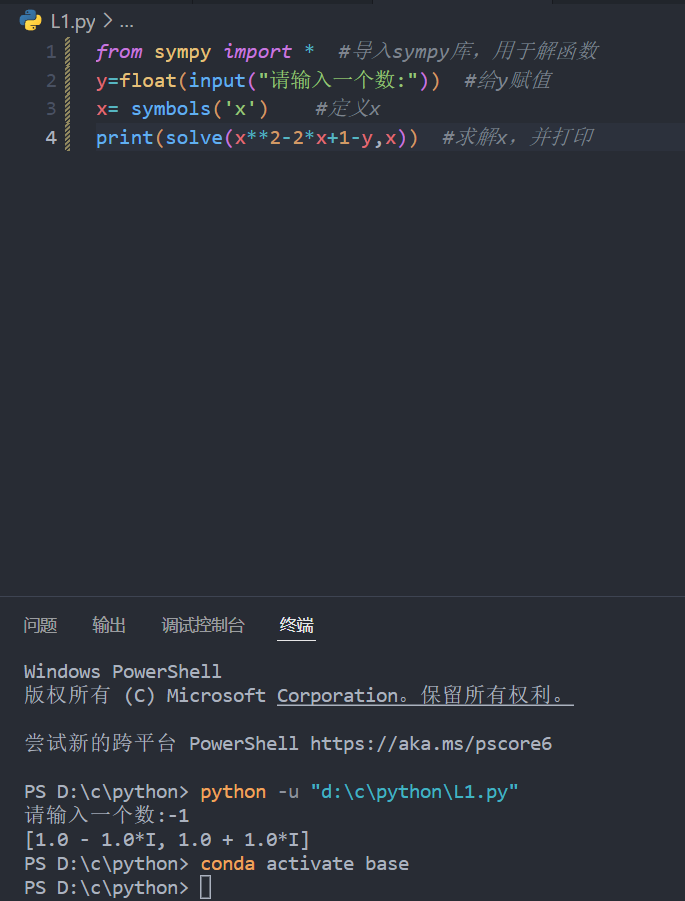 L1.py > ...
1 from sympy import *  #导入sympy库，用于解函数
2 y=float(input("请输入一个数:"))  #给y赋值
3 x= symbols('x')    #定义x
4 print(solve(x**2-2*x+1-y,x))  #求解x，并打印
问题 输出 调试控制台 终端
Windows PowerShell
版权所有 (C) Microsoft Corporation。保留所有权利。
尝试新的跨平台 PowerShell https://aka.ms/pscore6
PS D:\c\python> python -u "d:\c\python\L1.py"
请输入一个数:-1
[1.0 - 1.0*I, 1.0 + 1.0*I]
PS D:\c\python> conda activate base
PS D:\c\python>